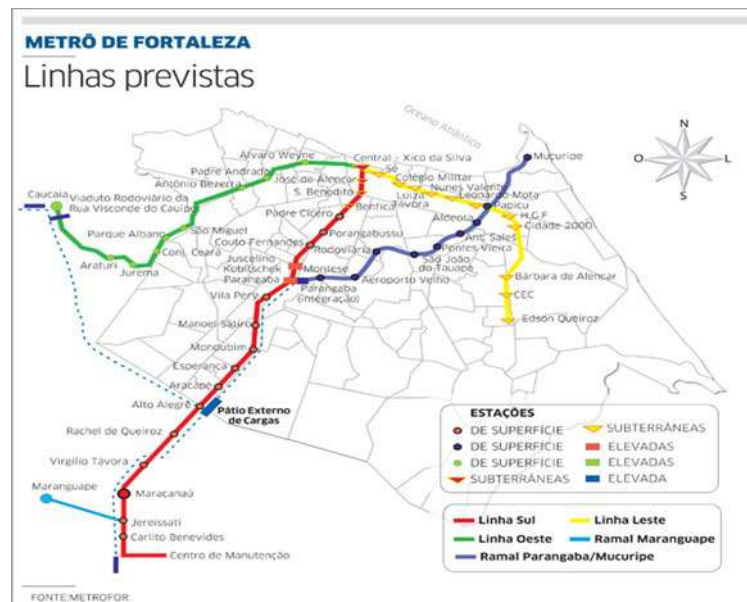 METRÔ DE FORTALEZA
Linhas previstas
Oceano Atlântico
N
O
L
S
Mucuripe
Álvaro Weyne
Central - Xico da Silva
Padre Andrade
José de Alencar
Sé
Colégio Militar
Antônio Bezerra
S. Benedito
Luiza
Távora
Nunes Valente
Leonardo Mota
Papicu
Caucaia
Viaduto Rodoviário da
Rua Visconde do Cauípe
Benfica
Padre Cícero
Aldeota
H.G.F
Cidade 2000
Parque Albano
São Miguel
Couto Fernandes
Porangabussu
Rodoviária
Ant. Sales
Pontes Vieira
São João
do Tauape
Conj. Ceará
Araturi
Jurema
Juscelino
Kubitschek
Montese
Parangaba
Parangaba
(integração)
Aeroporto Velho
Bárbara de Alencar
Vila Pery
CEC
Manoel Sátiro
Edson Queiroz
Mondubim
Esperança
Aracapé
Alto Alegre
Pátio Externo
de Cargas
Rachel de Queiroz
Virgílio Távora
Maranguape
Maracanaú
Jereissati
Carlito Benevides
Centro de Manutenção
ESTAÇÕES
DE SUPERFÍCIE
SUBTERRÂNEAS
DE SUPERFÍCIE
ELEVADAS
DE SUPERFÍCIE
ELEVADAS
SUBTERRÂNEAS
ELEVADA
Linha Sul
Linha Leste
Linha Oeste
Ramal Maranguape
Ramal Parangaba/Mucuripe
FONTE:METROFOR